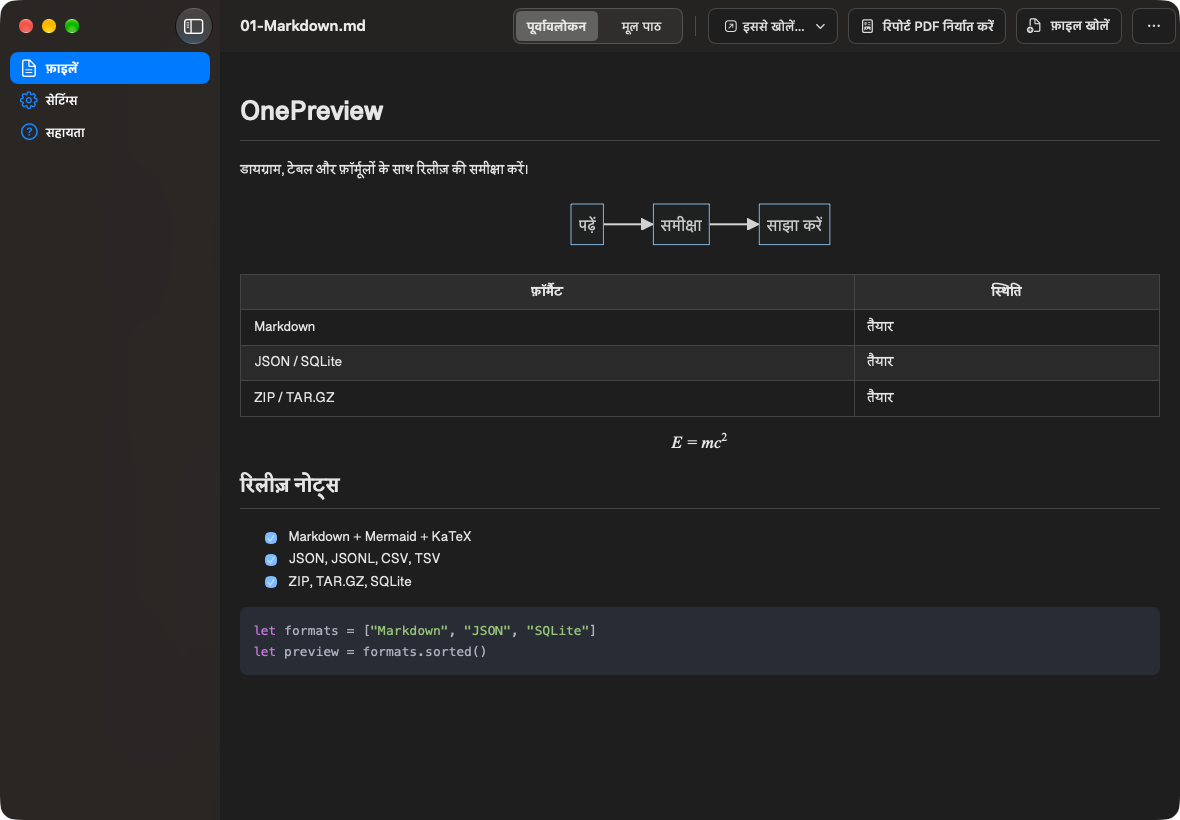 01-Markdown.md
पूर्वावलोकन
मूल पाठ
इससे खोलें...
रिपोर्ट PDF निर्यात करें
फ़ाइल खोलें
फ़ाइलें
सेटिंग्स
सहायता
OnePreview
डायग्राम, टेबल और फ़ॉर्मूलों के साथ रिलीज़ की समीक्षा करें।
पढ़ें
समीक्षा
साझा करें
फ़ॉर्मैट स्थिति
Markdown तैयार
JSON / SQLite तैयार
ZIP / TAR.GZ तैयार
E = mc²
रिलीज़ नोट्स
Markdown + Mermaid + KaTeX
JSON, JSONL, CSV, TSV
ZIP, TAR.GZ, SQLite
let formats = ["Markdown", "JSON", "SQLite"]
let preview = formats.sorted()